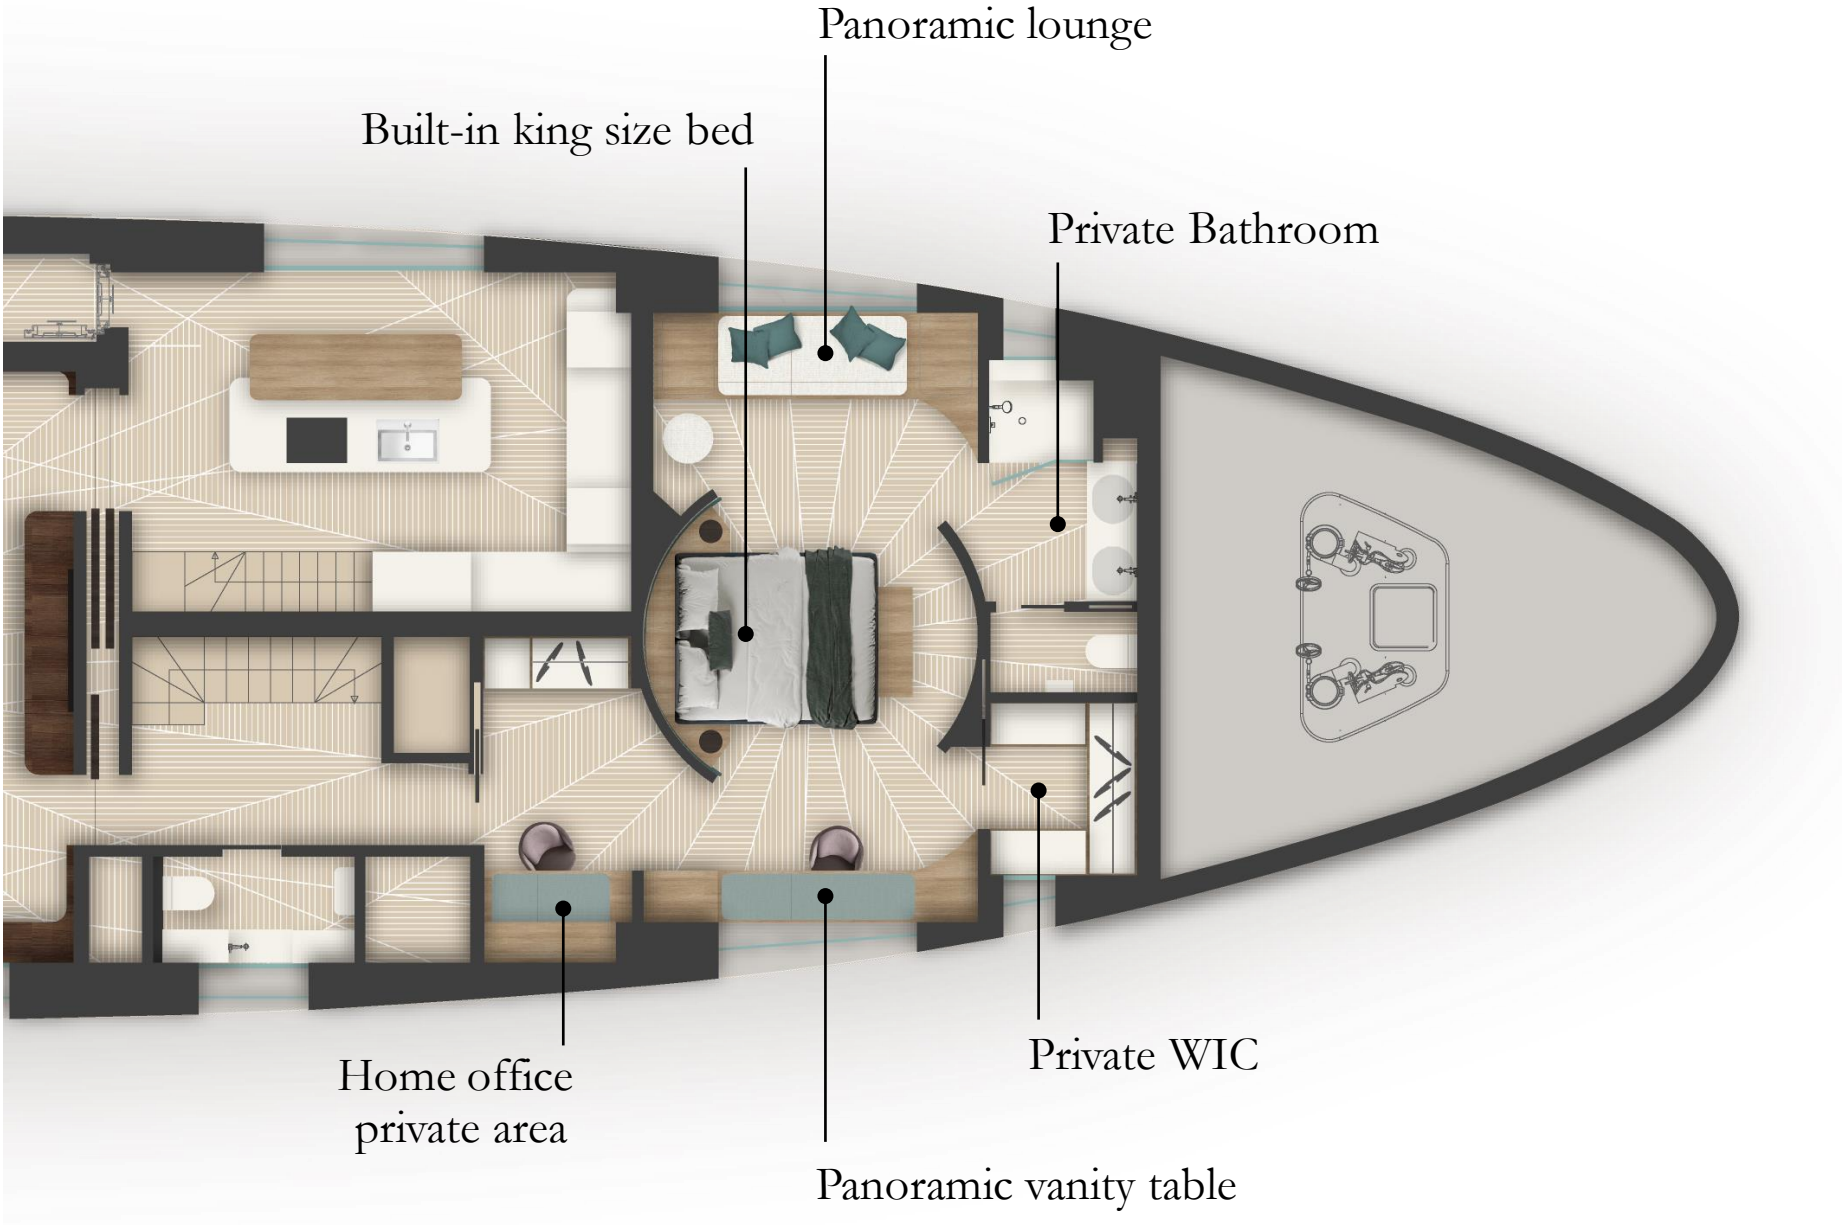 Panoramic lounge
Built-in king size bed
Private Bathroom
Private WIC
Home office
private area
Panoramic vanity table